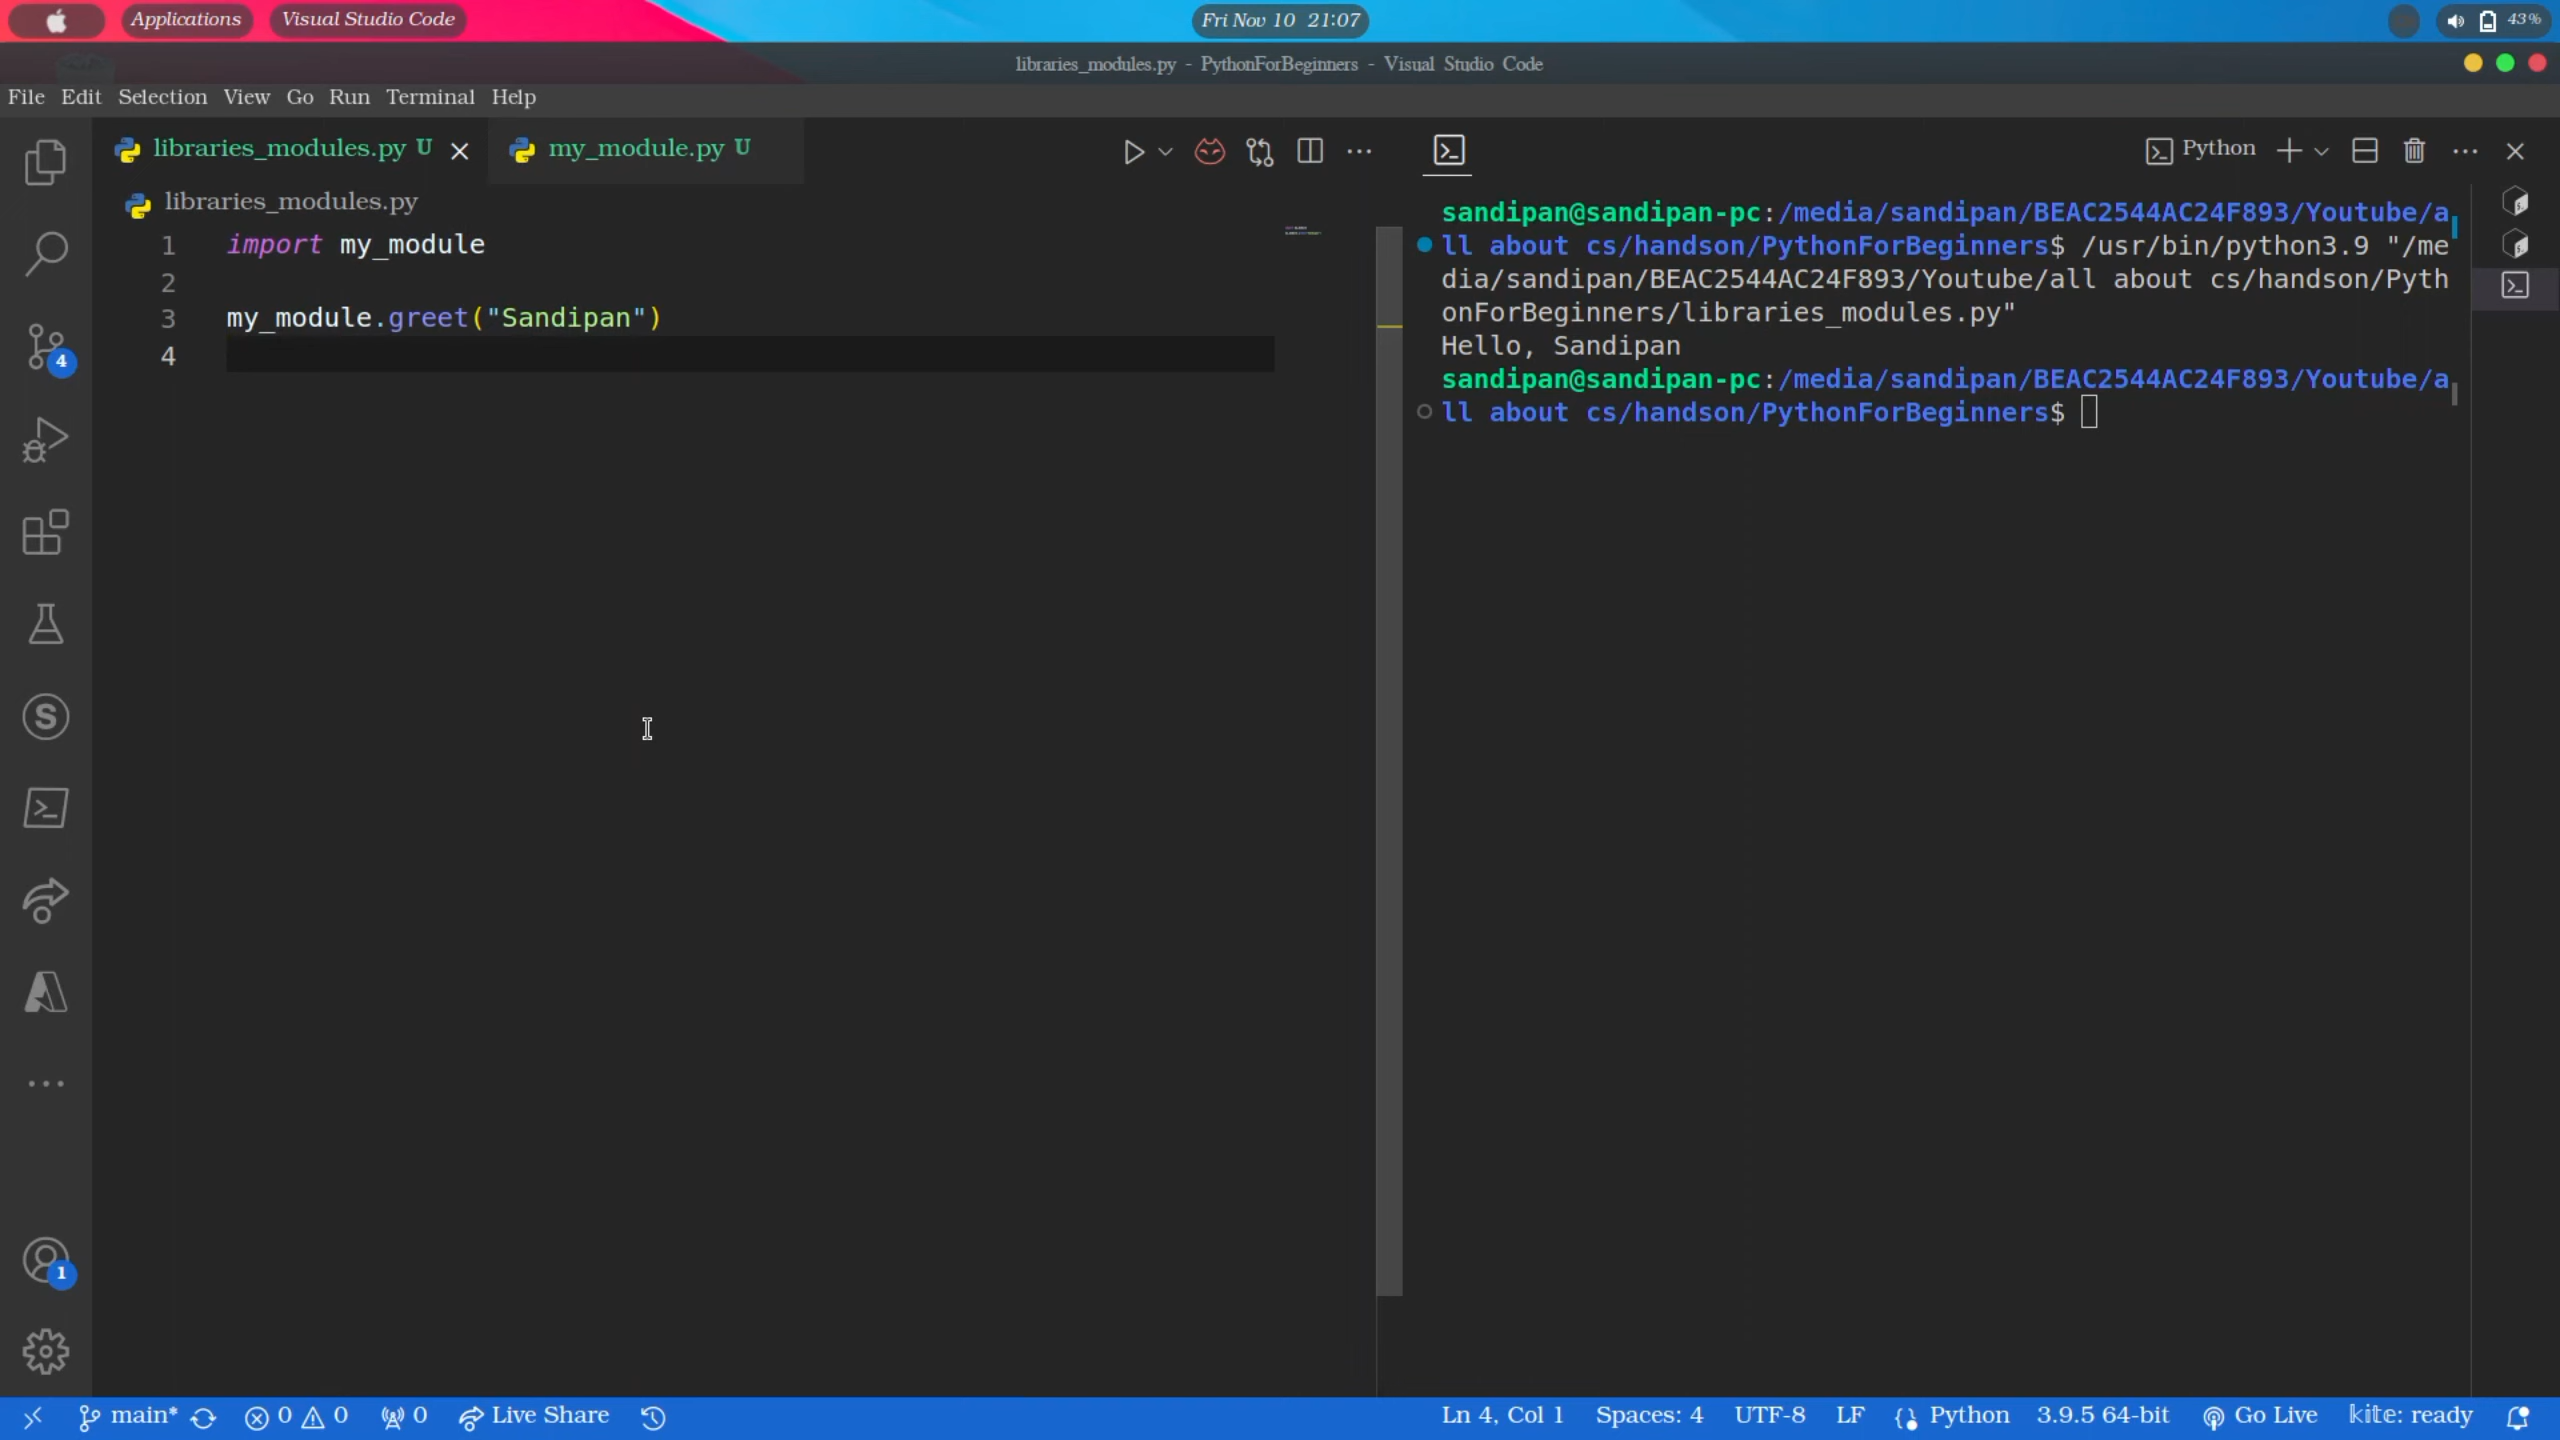 Applications Visual Studio Code Fri Nov 10 21:07 43%
libraries_modules.py - PythonForBeginners - Visual Studio Code
File Edit Selection View Go Run Terminal Help
libraries_modules.py U my_module.py U
libraries_modules.py
1 import my_module
2
3 my_module.greet("Sandipan")
4
Python
sandipan@sandipan-pc:/media/sandipan/BEAC2544AC24F893/Youtube/a
ll about cs/handson/PythonForBeginners$ /usr/bin/python3.9 "/me
dia/sandipan/BEAC2544AC24F893/Youtube/all about cs/handson/Pyth
onForBeginners/libraries_modules.py"
Hello, Sandipan
sandipan@sandipan-pc:/media/sandipan/BEAC2544AC24F893/Youtube/a
ll about cs/handson/PythonForBeginners$
4
S
1
main* 0 0 0 Live Share Ln 4, Col 1 Spaces: 4 UTF-8 LF Python 3.9.5 64-bit Go Live kite: ready